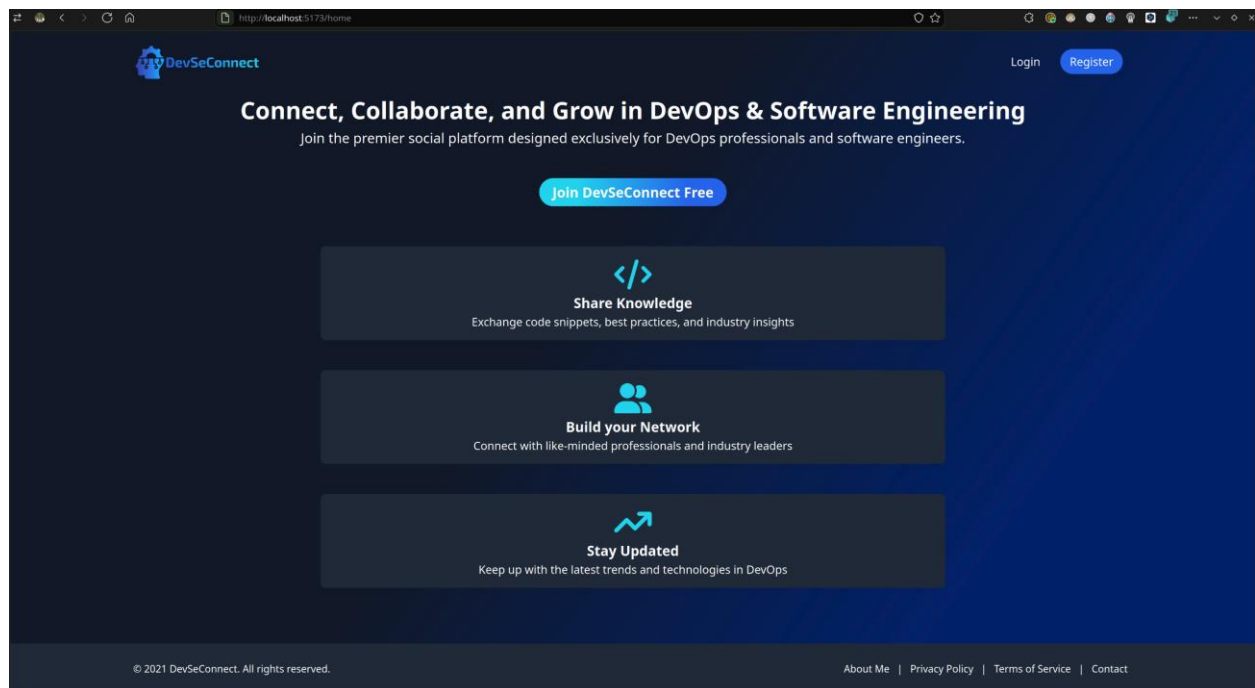 http://localhost:5173/home
DevSeConnect
Login
Register
Connect, Collaborate, and Grow in DevOps & Software Engineering
Join the premier social platform designed exclusively for DevOps professionals and software engineers.
Join DevSeConnect Free
</>
Share Knowledge
Exchange code snippets, best practices, and industry insights
Build your Network
Connect with like-minded professionals and industry leaders
Stay Updated
Keep up with the latest trends and technologies in DevOps
© 2021 DevSeConnect. All rights reserved.
About Me | Privacy Policy | Terms of Service | Contact